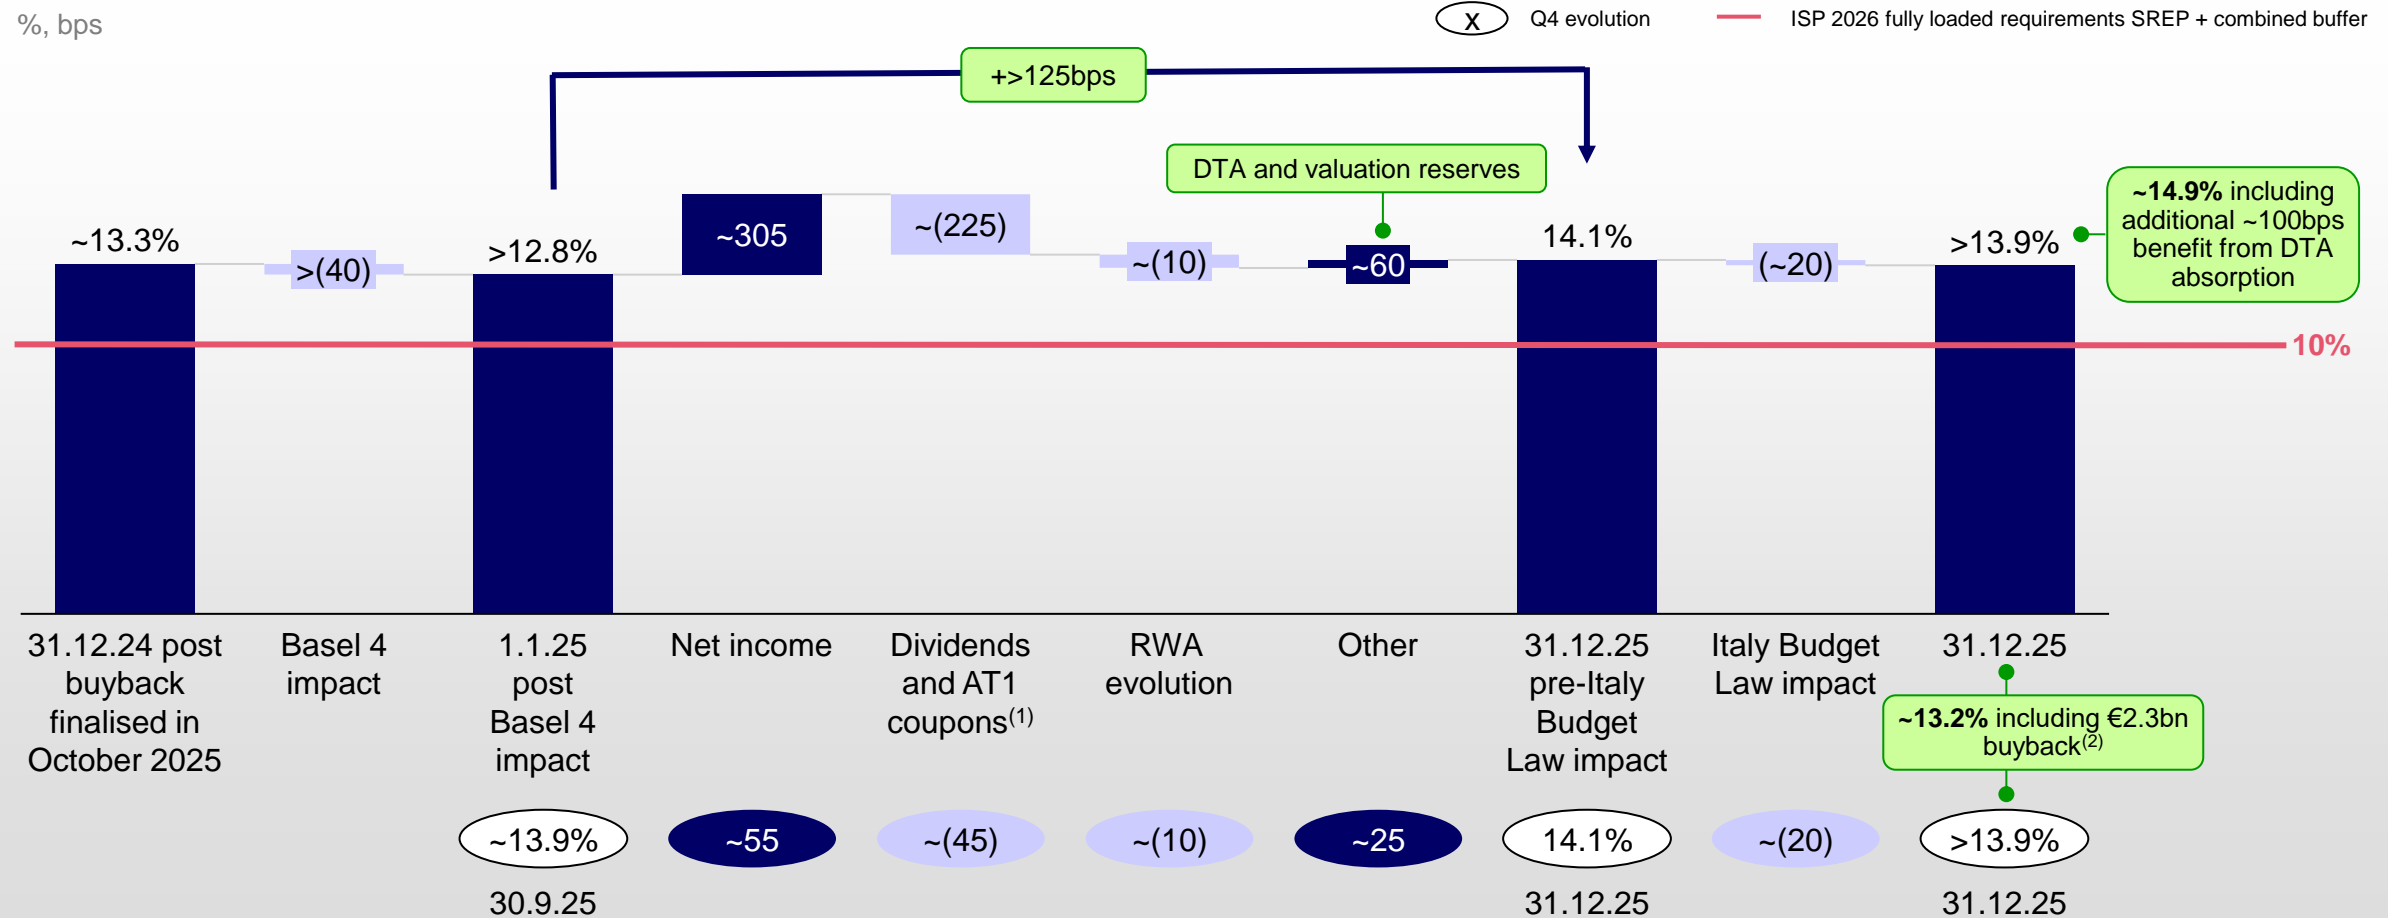 %, bps
X Q4 evolution
ISP 2026 fully loaded requirements SREP + combined buffer
+>125bps
DTA and valuation reserves
~14.9% including
additional ~100bps
benefit from DTA
absorption
~13.3%
>(40)
>12.8%
~305
~(225)
~(10)
~60
14.1%
(~20)
>13.9%
10%
31.12.24 post
buyback
finalised in
October 2025
Basel 4
impact
1.1.25
post
Basel 4
impact
Net income
Dividends
and AT1
coupons(1)
RWA
evolution
Other
31.12.25
pre-Italy
Budget
Law impact
Italy Budget
Law impact
31.12.25
~13.2% including €2.3bn
buyback(2)
~13.9%
~55
~(45)
~(10)
~25
14.1%
~(20)
>13.9%
30.9.25
31.12.25
31.12.25